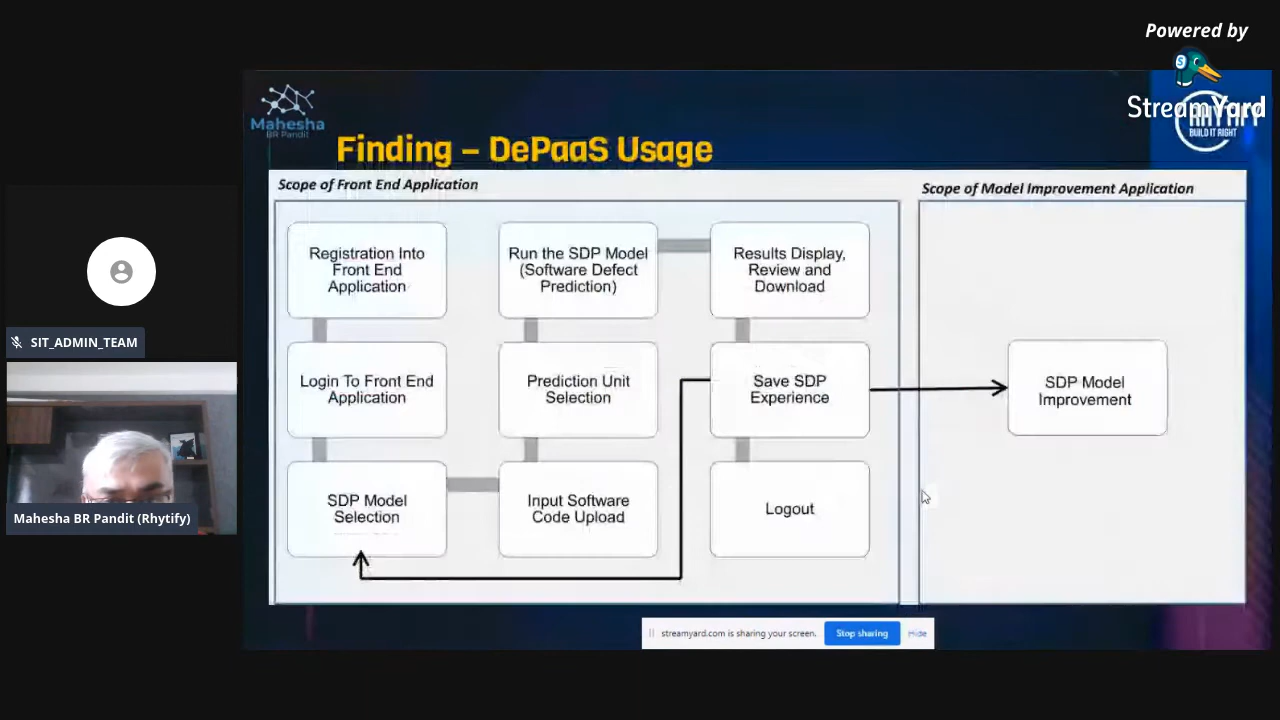 Powered by
StreamYard
BUILD IT RIGHT
Mahesha
BR Pandit
Finding – DePaaS Usage
Scope of Front End Application
Scope of Model Improvement Application
Registration Into
Front End
Application
Run the SDP Model
(Software Defect
Prediction)
Results Display,
Review and
Download
Login To Front End
Application
Prediction Unit
Selection
Save SDP
Experience
SDP Model
Improvement
SDP Model
Selection
Input Software
Code Upload
Logout
SIT_ADMIN_TEAM
Mahesha BR Pandit (Rhytify)
streamyard.com is sharing your screen.
Stop sharing
Hide